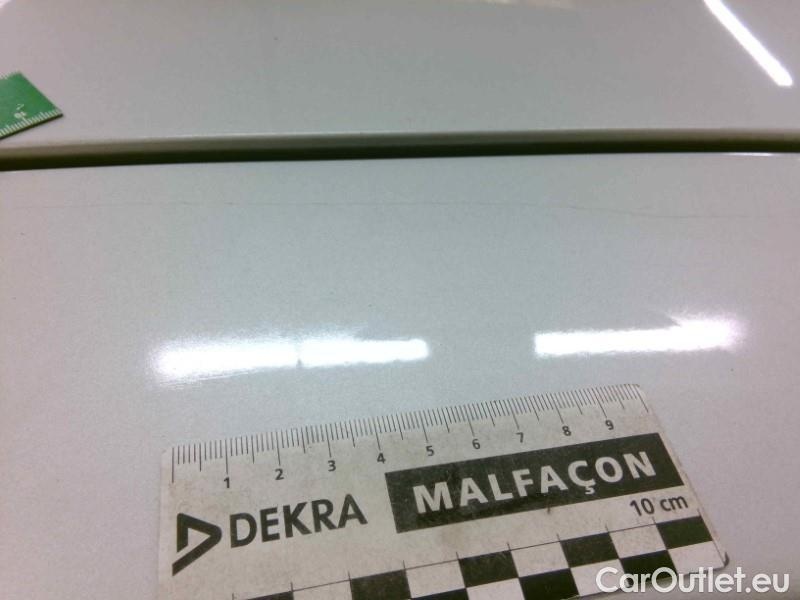 1 2 3 4 5 6 7 8 9
DEKRA MALFAÇON
10 cm
CarOutlet.eu